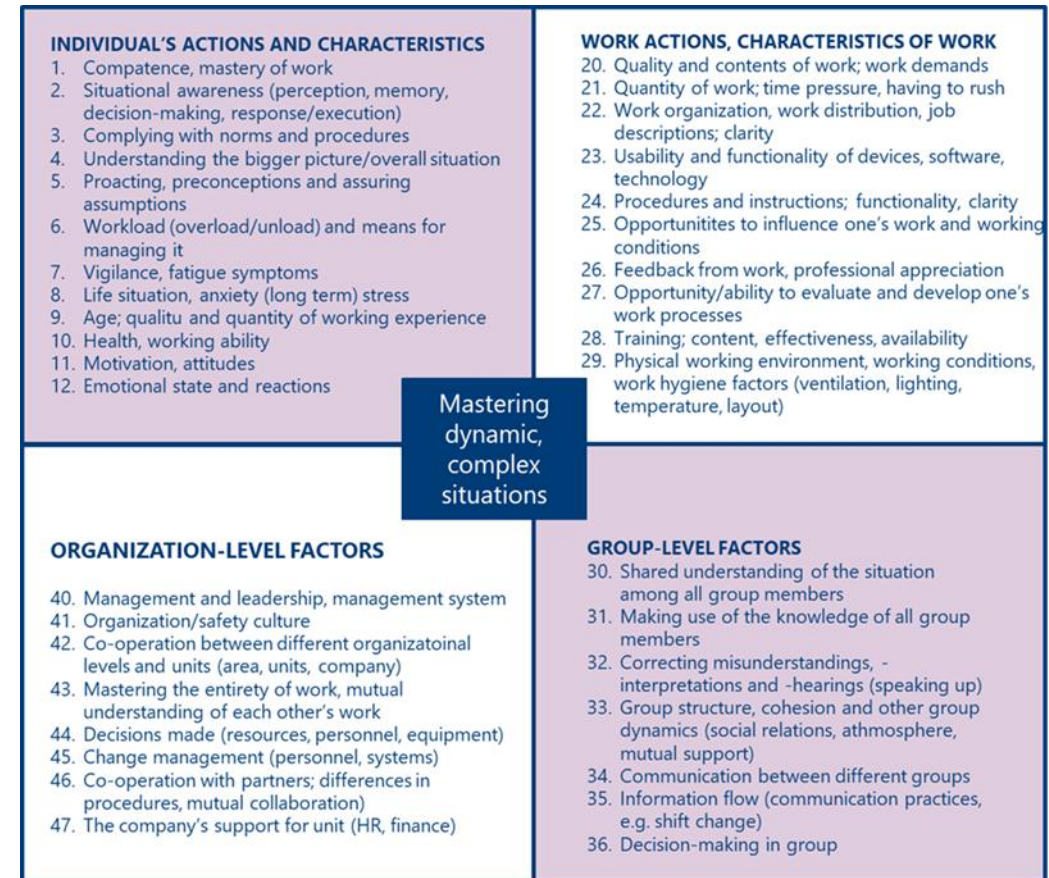 INDIVIDUAL'S ACTIONS AND CHARACTERISTICS
1. Compatence, mastery of work
2. Situational awareness (perception, memory,
decision-making, response/execution)
3. Complying with norms and procedures
4. Understanding the bigger picture/overall situation
5. Proacting, preconceptions and assuring
assumptions
6. Workload (overload/unload) and means for
managing it
7. Vigilance, fatigue symptoms
8. Life situation, anxiety (long term) stress
9. Age; qualitu and quantity of working experience
10. Health, working ability
11. Motivation, attitudes
12. Emotional state and reactions
WORK ACTIONS, CHARACTERISTICS OF WORK
20. Quality and contents of work; work demands
21. Quantity of work; time pressure, having to rush
22. Work organization, work distribution, job
descriptions; clarity
23. Usability and functionality of devices, software,
technology
24. Procedures and instructions; functionality, clarity
25. Opportunitites to influence one's work and working
conditions
26. Feedback from work, professional appreciation
27. Opportunity/ability to evaluate and develop one's
work processes
28. Training; content, effectiveness, availability
29. Physical working environment, working conditions,
work hygiene factors (ventilation, lighting,
temperature, layout)
Mastering
dynamic,
complex
situations
ORGANIZATION-LEVEL FACTORS
40. Management and leadership, management system
41. Organization/safety culture
42. Co-operation between different organizatoinal
levels and units (area, units, company)
43. Mastering the entirety of work, mutual
understanding of each other's work
44. Decisions made (resources, personnel, equipment)
45. Change management (personnel, systems)
46. Co-operation with partners; differences in
procedures, mutual collaboration)
47. The company's support for unit (HR, finance)
GROUP-LEVEL FACTORS
30. Shared understanding of the situation
among all group members
31. Making use of the knowledge of all group
members
32. Correcting misunderstandings, -
interpretations and -hearings (speaking up)
33. Group structure, cohesion and other group
dynamics (social relations, athmosphere,
mutual support)
34. Communication between different groups
35. Information flow (communication practices,
e.g. shift change)
36. Decision-making in group